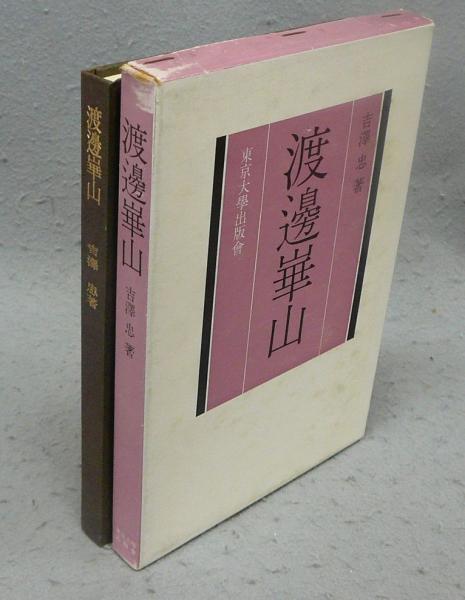 渡邊崋山
吉澤 忠著
渡邊崋山
吉澤 忠 著
吉澤 忠 著
渡邊崋山
東京大學出版會